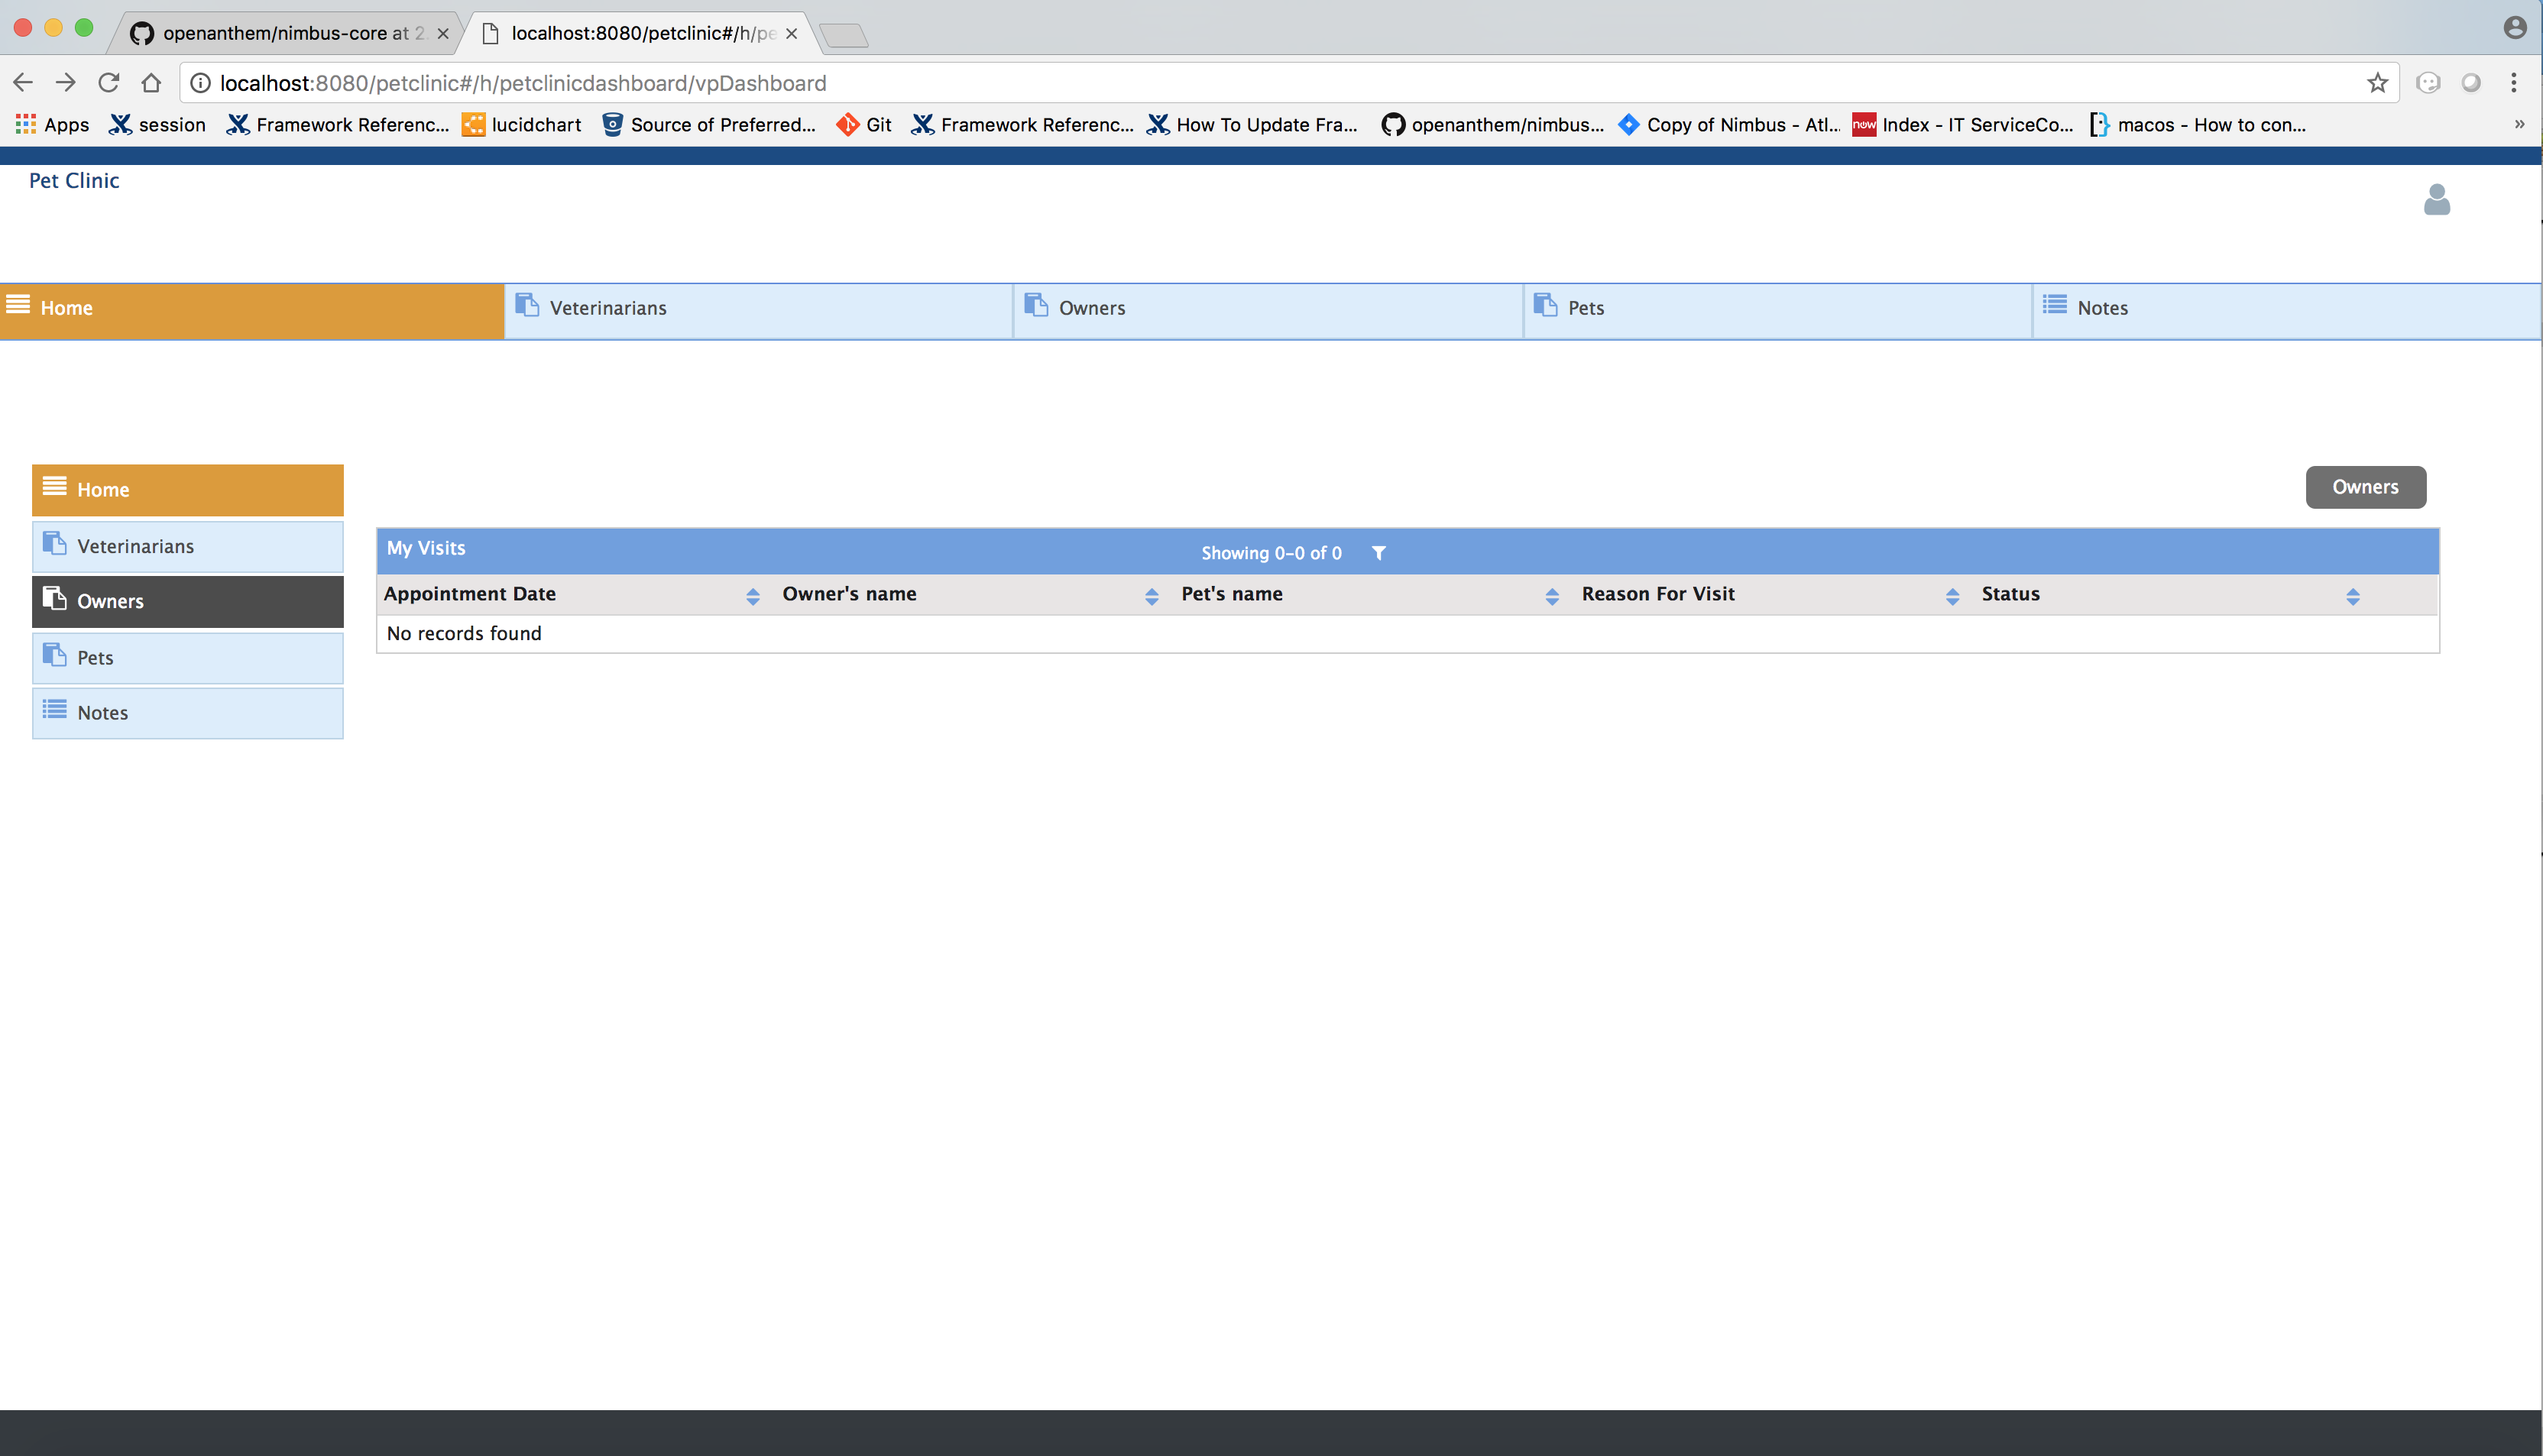 openanthem/nimbus-core at 2
localhost:8080/petclinic#/h/pe
localhost:8080/petclinic#/h/petclinicdashboard/vpDashboard
Apps session Framework Referenc... lucidchart Source of Preferred... Git Framework Referenc... How To Update Fra... openanthem/nimbus... Copy of Nimbus - Atl... now Index - IT ServiceCo... macos - How to con... »
Pet Clinic
Home Veterinarians Owners Pets Notes
Home
Veterinarians
Owners
Pets
Notes
Owners
My Visits Showing 0-0 of 0
Appointment Date Owner's name Pet's name Reason For Visit Status
No records found